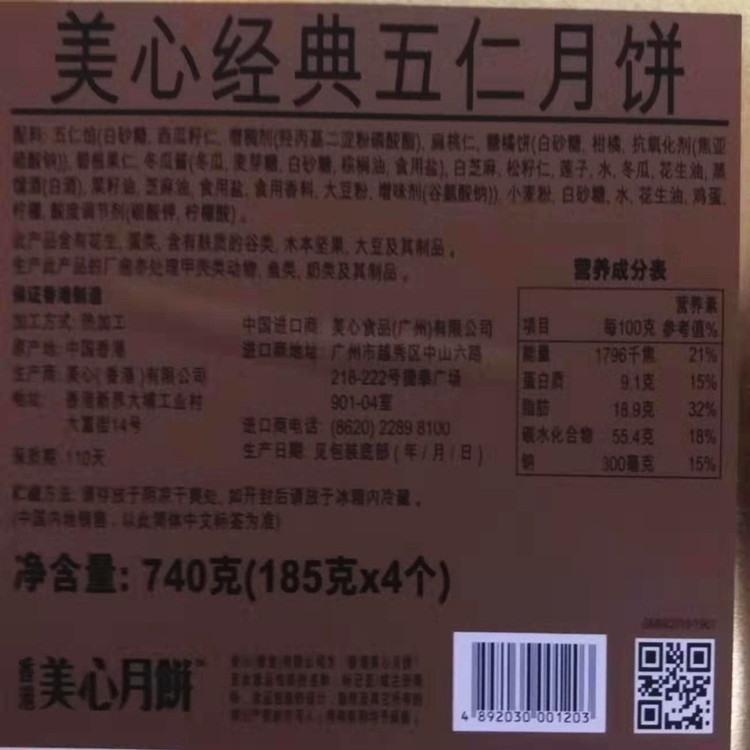 美心经典五仁月饼
配料: 五仁馅(白砂糖, 西瓜籽仁, 增稠剂(羟丙基二淀粉磷酸酯), 扁桃仁, 糖橘饼(白砂糖, 柑橘, 抗氧化剂(焦亚
硫酸钠)), 碧根果仁, 冬瓜蓉(冬瓜, 麦芽糖, 白砂糖, 棕榈油, 食用盐), 白芝麻, 松籽仁, 莲子, 水, 冬瓜, 花生油, 蒸
馏酒(白酒), 菜籽油, 芝麻油, 食用盐, 食用香料, 大豆粉, 增味剂(谷氨酸钠)), 小麦粉, 白砂糖, 水, 花生油, 鸡蛋,
柠檬, 酸度调节剂(碳酸钾, 柠檬酸)。
此产品含有花生, 蛋类, 含有麸质的谷类, 木本坚果, 大豆及其制品。
生产此产品的厂房亦处理甲壳类动物, 鱼类, 奶类及其制品。
保证香港制造
加工方式: 热加工
原产地: 中国香港
生产商: 美心(香港)有限公司
地址: 香港新界大埔工业村
大富街14号
保质期: 110天
中国进口商: 美心食品(广州)有限公司
进口商地址: 广州市越秀区中山六路
218-222号捷泰广场
901-04室
进口商电话: (8620) 2289 8100
生产日期: 见包装底部(年/月/日)
营养成分表
营养素
项目 每100克 参考值%
能量 1796千焦 21%
蛋白质 9.1克 15%
脂肪 18.9克 32%
碳水化合物 55.4克 18%
钠 300毫克 15%
贮藏方法: 请存放于阴凉干爽处, 如开封后请放于冰箱内冷藏。
(中国内地销售, 以此简体中文标签为准)
净含量: 740克(185克x4个)
香港美心月餅
4 892030 001203